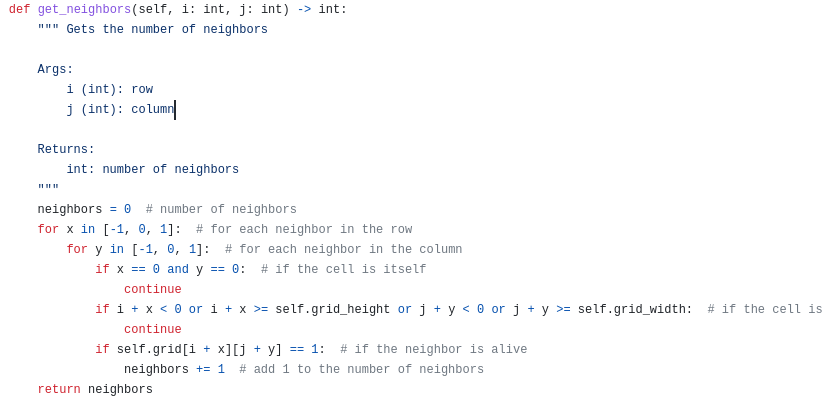 def get_neighbors(self, i: int, j: int) -> int:
    """ Gets the number of neighbors

    Args:
        i (int): row
        j (int): column

    Returns:
        int: number of neighbors
    """
    neighbors = 0  # number of neighbors
    for x in [-1, 0, 1]:  # for each neighbor in the row
        for y in [-1, 0, 1]:  # for each neighbor in the column
            if x == 0 and y == 0:  # if the cell is itself
                continue
            if i + x < 0 or i + x >= self.grid_height or j + y < 0 or j + y >= self.grid_width:  # if the cell is
                continue
            if self.grid[i + x][j + y] == 1:  # if the neighbor is alive
                neighbors += 1  # add 1 to the number of neighbors
    return neighbors